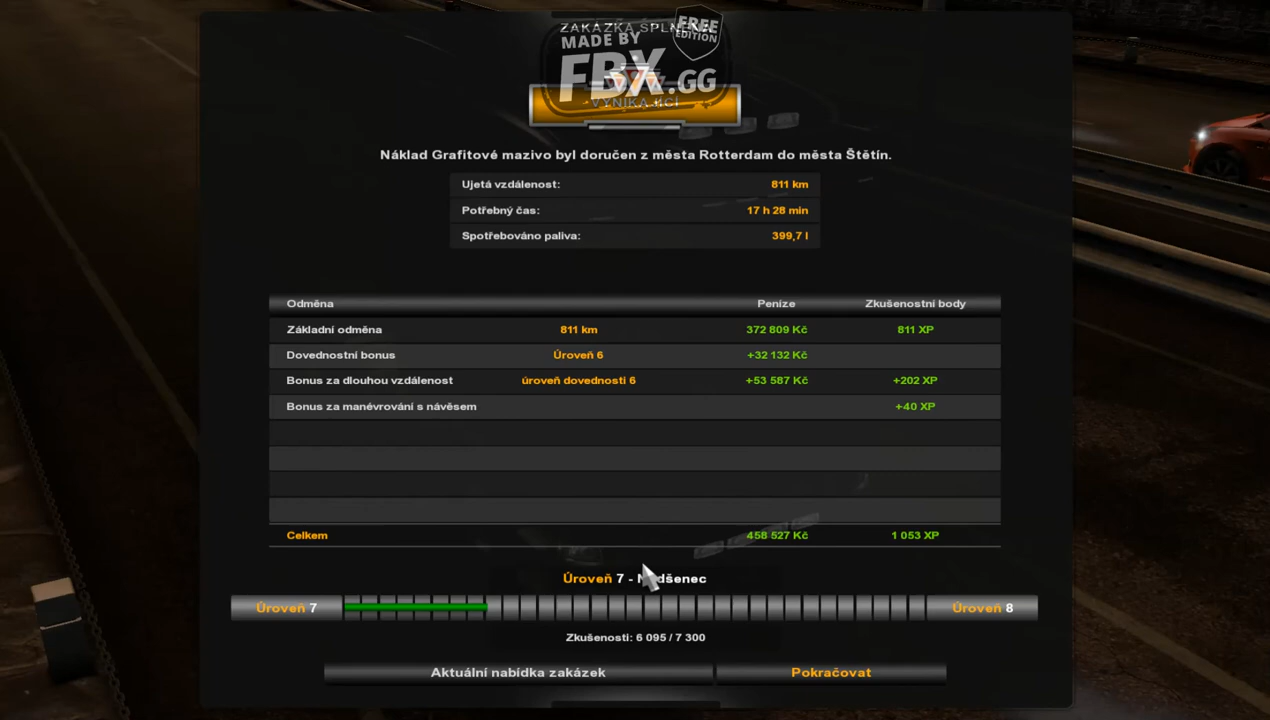 ZAKÁZKA SPLNĚNA
FREE
EDITION
MADE BY
FBX.GG
VYNIKAJÍCÍ
Náklad Grafitové mazivo byl doručen z města Rotterdam do města Štětín.
Ujetá vzdálenost: 811 km
Potřebný čas: 17 h 28 min
Spotřebováno paliva: 399,7 l
Odměna Peníze Zkušenostní body
Základní odměna 811 km 372 809 Kč 811 XP
Dovednostní bonus Úroveň 6 +32 132 Kč
Bonus za dlouhou vzdálenost úroveň dovednosti 6 +53 587 Kč +202 XP
Bonus za manévrování s návěsem +40 XP
Celkem 458 527 Kč 1 053 XP
Úroveň 7 - Nadšenec
Úroveň 7 Úroveň 8
Zkušenosti: 6 095 / 7 300
Aktuální nabídka zakázek Pokračovat